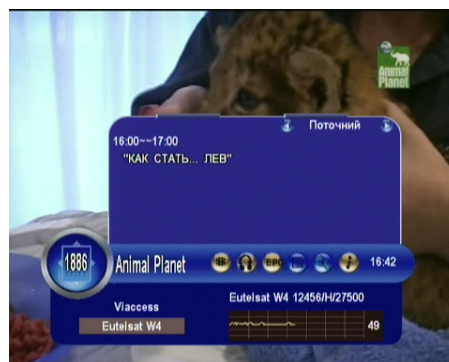 Animal
Planet
Поточний
16:00~~17:00
"КАК СТАТЬ... ЛЕВ"
1886
Animal Planet
$
EPG
i
16:42
Viaccess
Eutelsat W4 12456/H/27500
Eutelsat W4
49